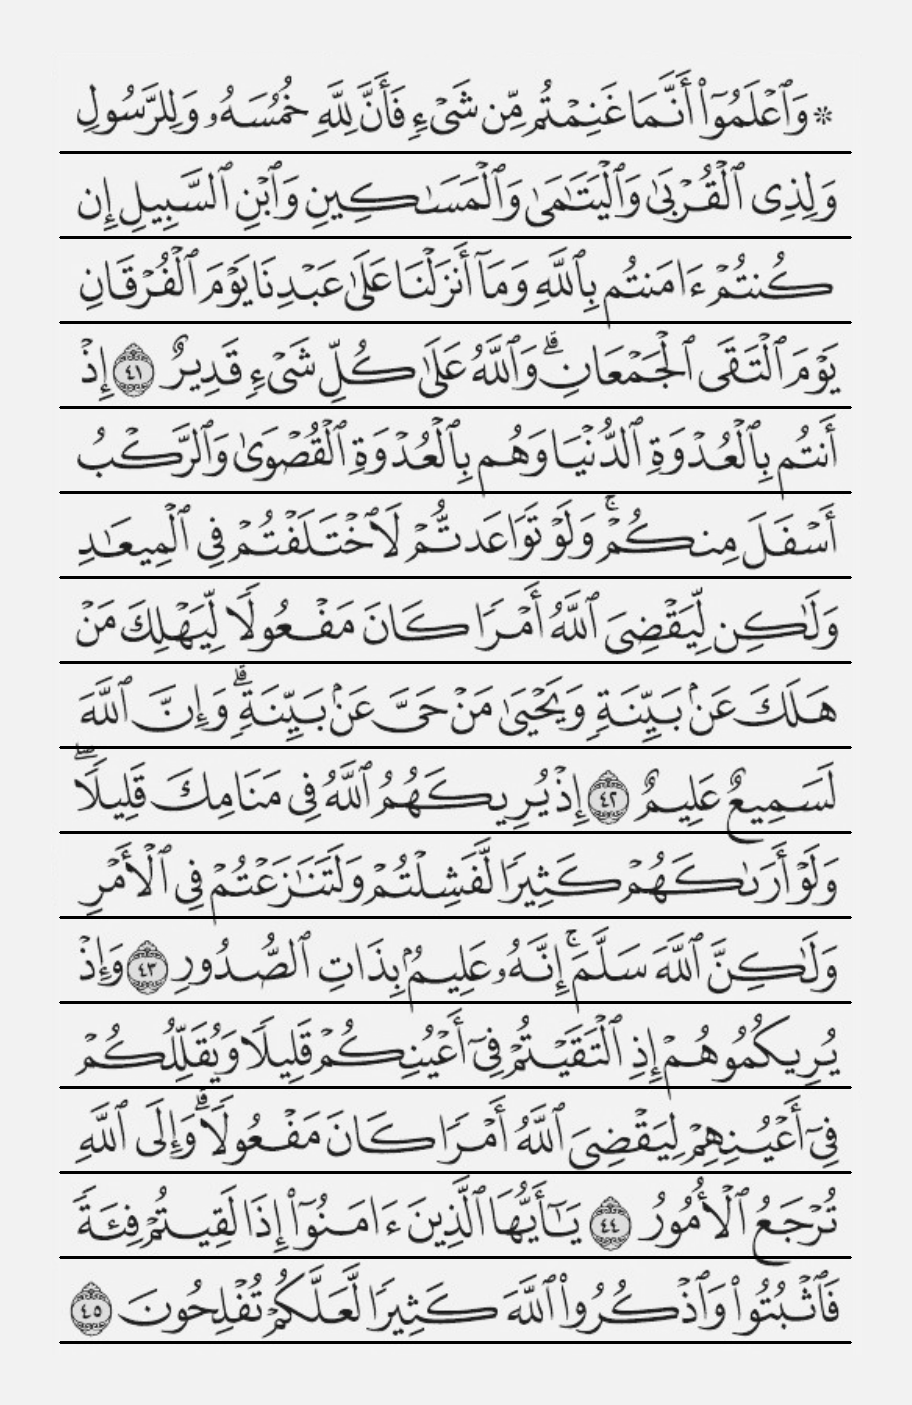 ۞ وَٱعۡلَمُوٓاْ أَنَّمَا غَنِمۡتُم مِّن شَيۡءٖ فَأَنَّ لِلَّهِ خُمُسَهُۥ وَلِلرَّسُولِ
وَلِذِي ٱلۡقُرۡبَىٰ وَٱلۡيَتَٰمَىٰ وَٱلۡمَسَٰكِينِ وَٱبۡنِ ٱلسَّبِيلِ إِن
كُنتُمۡ ءَامَنتُم بِٱللَّهِ وَمَآ أَنزَلۡنَا عَلَىٰ عَبۡدِنَا يَوۡمَ ٱلۡفُرۡقَانِ
يَوۡمَ ٱلۡتَقَى ٱلۡجَمۡعَانِۗ وَٱللَّهُ عَلَىٰ كُلِّ شَيۡءٖ قَدِيرٌ ٤١ إِذۡ
أَنتُم بِٱلۡعُدۡوَةِ ٱلدُّنۡيَا وَهُم بِٱلۡعُدۡوَةِ ٱلۡقُصۡوَىٰ وَٱلرَّكۡبُ
أَسۡفَلَ مِنكُمۡۚ وَلَوۡ تَوَاعَدتُّمۡ لَٱخۡتَلَفۡتُمۡ فِي ٱلۡمِيعَٰدِ
وَلَٰكِن لِّيَقۡضِيَ ٱللَّهُ أَمۡرٗا كَانَ مَفۡعُولٗا لِّيَهۡلِكَ مَنۡ
هَلَكَ عَنۢ بَيِّنَةٖ وَيَحۡيَىٰ مَنۡ حَيَّ عَنۢ بَيِّنَةٖۗ وَإِنَّ ٱللَّهَ
لَسَمِيعٌ عَلِيمٌ ٤٢ إِذۡ يُرِيكَهُمُ ٱللَّهُ فِي مَنَامِكَ قَلِيلٗاۖ
وَلَوۡ أَرَىٰكَهُمۡ كَثِيرٗا لَّفَشِلۡتُمۡ وَلَتَنَٰزَعۡتُمۡ فِي ٱلۡأَمۡرِ
وَلَٰكِنَّ ٱللَّهَ سَلَّمَۚ إِنَّهُۥ عَلِيمُۢ بِذَاتِ ٱلصُّدُورِ ٤٣ وَإِذۡ
يُرِيكُمُوهُمۡ إِذِ ٱلۡتَقَيۡتُمۡ فِيٓ أَعۡيُنِكُمۡ قَلِيلٗا وَيُقَلِّلُكُمۡ
فِيٓ أَعۡيُنِهِمۡ لِيَقۡضِيَ ٱللَّهُ أَمۡرٗا كَانَ مَفۡعُولٗاۗ وَإِلَى ٱللَّهِ
تُرۡجَعُ ٱلۡأُمُورُ ٤٤ يَٰٓأَيُّهَا ٱلَّذِينَ ءَامَنُوٓاْ إِذَا لَقِيتُمۡ فِئَةٗ
فَٱثۡبُتُواْ وَٱذۡكُرُواْ ٱللَّهَ كَثِيرٗا لَّعَلَّكُمۡ تُفۡلِحُونَ ٤٥